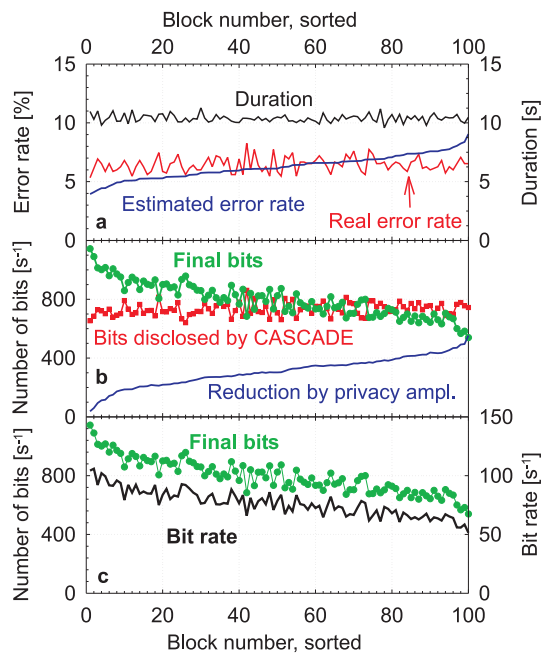 Block number, sorted
0 20 40 60 80 100
15 15
Duration
10 10
Error rate [%]
Duration [s]
5 5
Estimated error rate
Real error rate
a
0 0
Final bits
800
Number of bits [s-1]
Bits disclosed by CASCADE
400
Reduction by privacy ampl.
b
0 150
Final bits
800 100
Number of bits [s-1]
Bit rate [s-1]
400 50
Bit rate
c
0 0
0 20 40 60 80 100
Block number, sorted